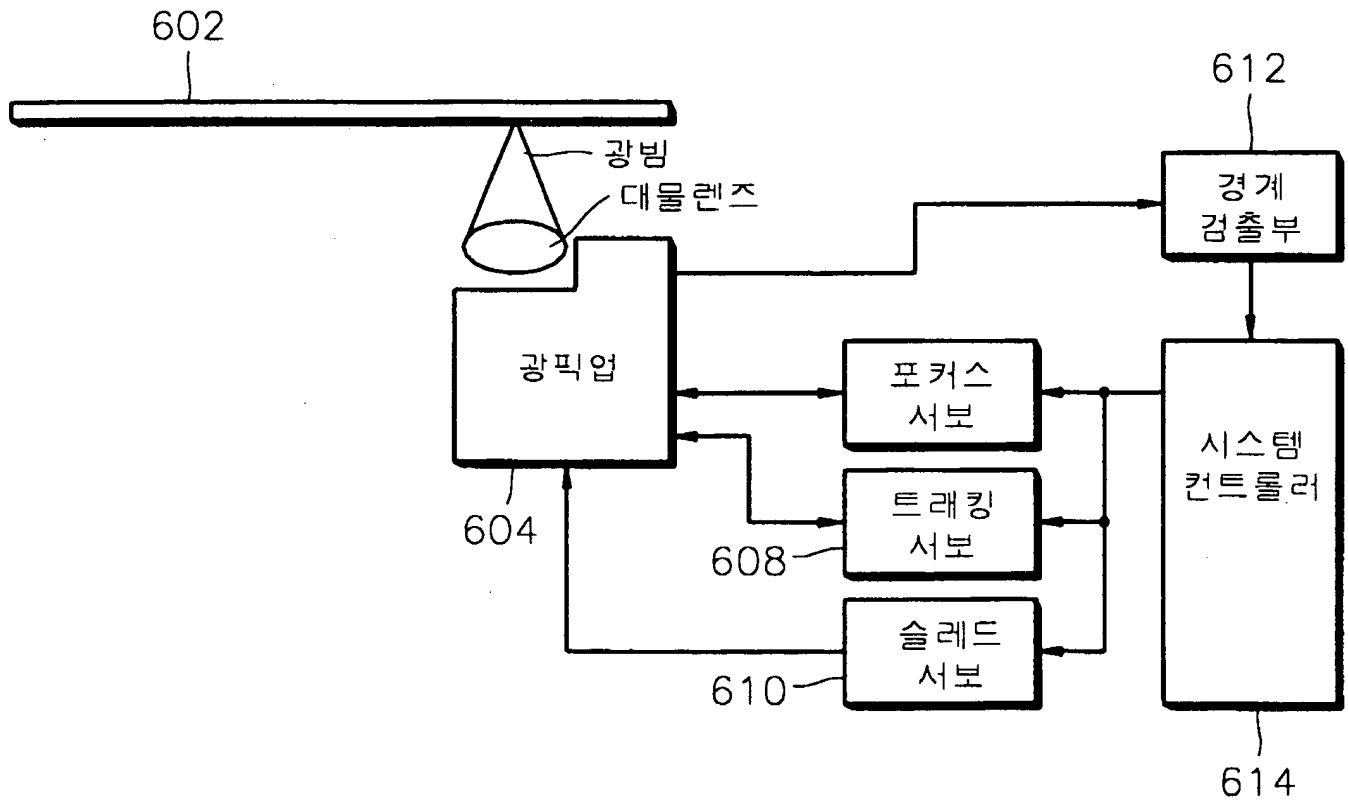 602
612
광빔
대물렌즈
경계
검출부
광픽업
포커스
서보
시스템
컨트롤러
604
트래킹
서보
608
슬레드
서보
610
614